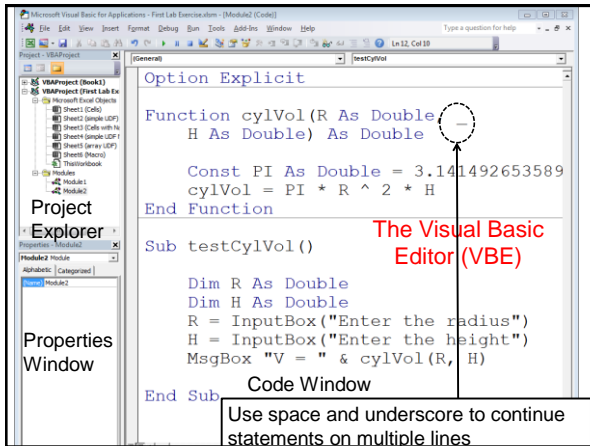 Microsoft Visual Basic for Applications - First Lab Exercise.xlsm - [Module2 (Code)]
File Edit View Insert Format Debug Run Tools Add-Ins Window Help
Type a question for help
Ln 12, Col 10
Project - VBAProject
VBAProject (Book1)
VBAProject (First Lab Ex
Microsoft Excel Objects
Sheet1 (Cells)
Sheet2 (simple UDF)
Sheet3 (Cells with Na
Sheet4 (simple UDF f
Sheet5 (array UDF)
Sheet6 (Macro)
ThisWorkbook
Modules
Module1
Module2
Project
Explorer
Properties - Module2
Module2 Module
Alphabetic Categorized
(Name) Module2
Properties
Window
(General)
testCylVol
Option Explicit
Function cylVol(R As Double, _
H As Double) As Double
Const PI As Double = 3.141492653589
cylVol = PI * R ^ 2 * H
End Function
The Visual Basic
Editor (VBE)
Sub testCylVol()
Dim R As Double
Dim H As Double
R = InputBox("Enter the radius")
H = InputBox("Enter the height")
MsgBox "V = " & cylVol(R, H)
End Sub
Code Window
Use space and underscore to continue
statements on multiple lines